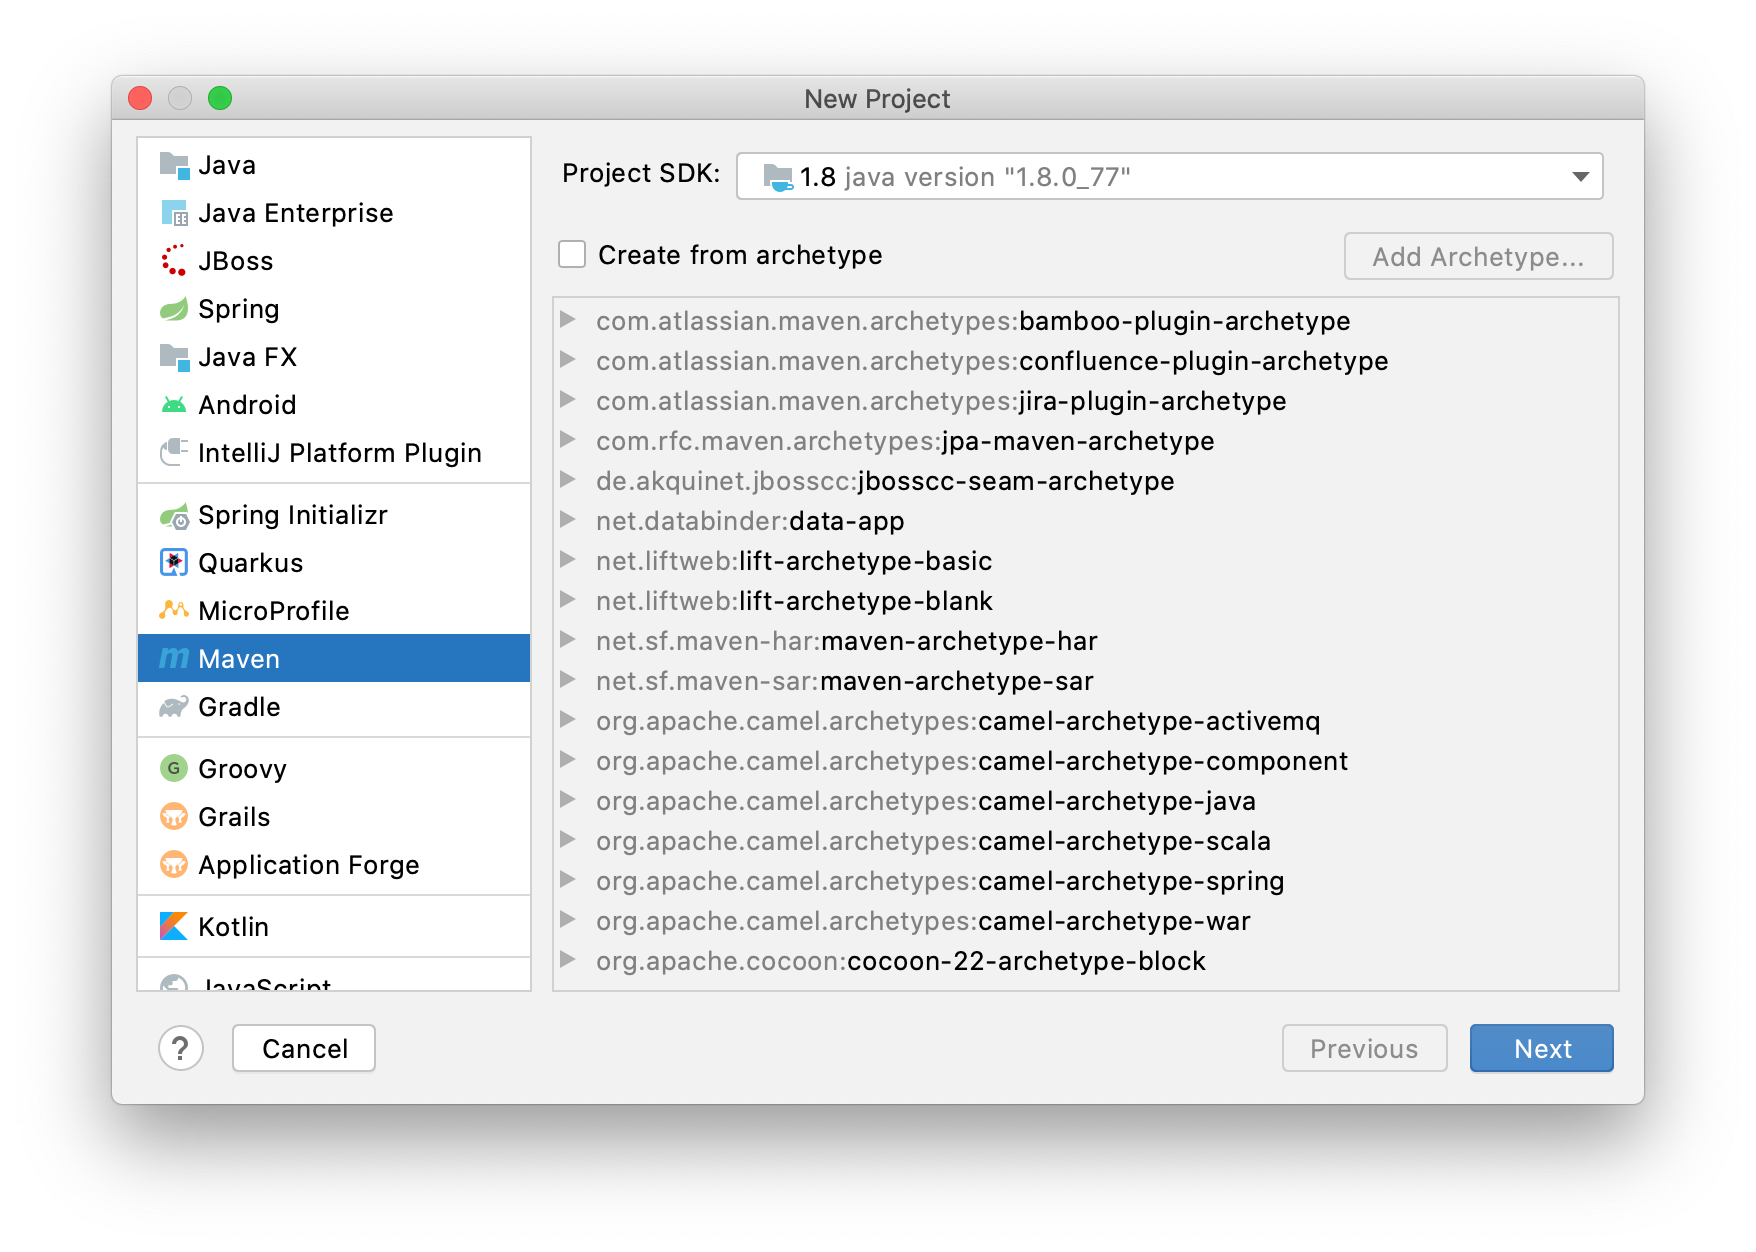 New Project
Java
Java Enterprise
JBoss
Spring
Java FX
Android
IntelliJ Platform Plugin
Spring Initializr
Quarkus
MicroProfile
Maven
Gradle
G Groovy
Grails
Application Forge
Kotlin
JavaScript
Project SDK: 1.8 java version "1.8.0_77"
Create from archetype
Add Archetype...
com.atlassian.maven.archetypes:bamboo-plugin-archetype
com.atlassian.maven.archetypes:confluence-plugin-archetype
com.atlassian.maven.archetypes:jira-plugin-archetype
com.rfc.maven.archetypes:jpa-maven-archetype
de.akquinet.jbosscc:jbosscc-seam-archetype
net.databinder:data-app
net.liftweb:lift-archetype-basic
net.liftweb:lift-archetype-blank
net.sf.maven-har:maven-archetype-har
net.sf.maven-sar:maven-archetype-sar
org.apache.camel.archetypes:camel-archetype-activemq
org.apache.camel.archetypes:camel-archetype-component
org.apache.camel.archetypes:camel-archetype-java
org.apache.camel.archetypes:camel-archetype-scala
org.apache.camel.archetypes:camel-archetype-spring
org.apache.camel.archetypes:camel-archetype-war
org.apache.cocoon:cocoon-22-archetype-block
?
Cancel
Previous
Next